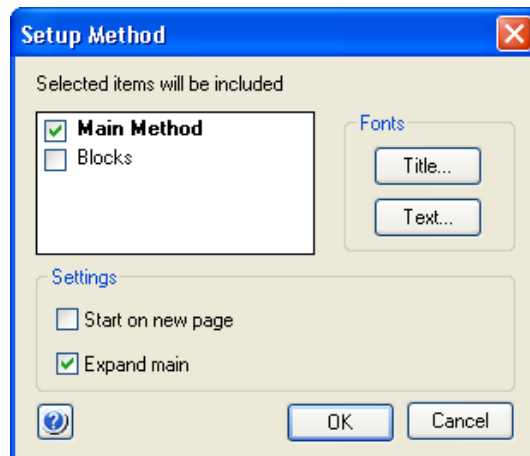 Setup Method
Selected items will be included
Main Method
Blocks
Fonts
Title...
Text...
Settings
Start on new page
Expand main
OK
Cancel